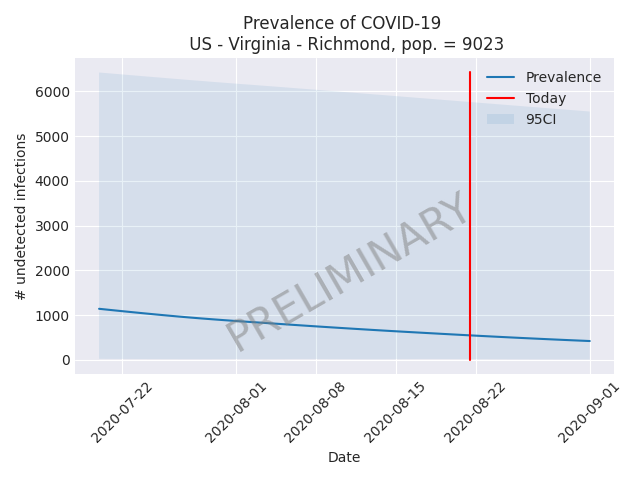 Prevalence of COVID-19
US - Virginia - Richmond, pop. = 9023
Prevalence
Today
95CI
6000
5000
4000
3000
2000
1000
0
# undetected infections
PRELIMINARY
2020-07-22
2020-08-01
2020-08-08
2020-08-15
2020-08-22
2020-09-01
Date